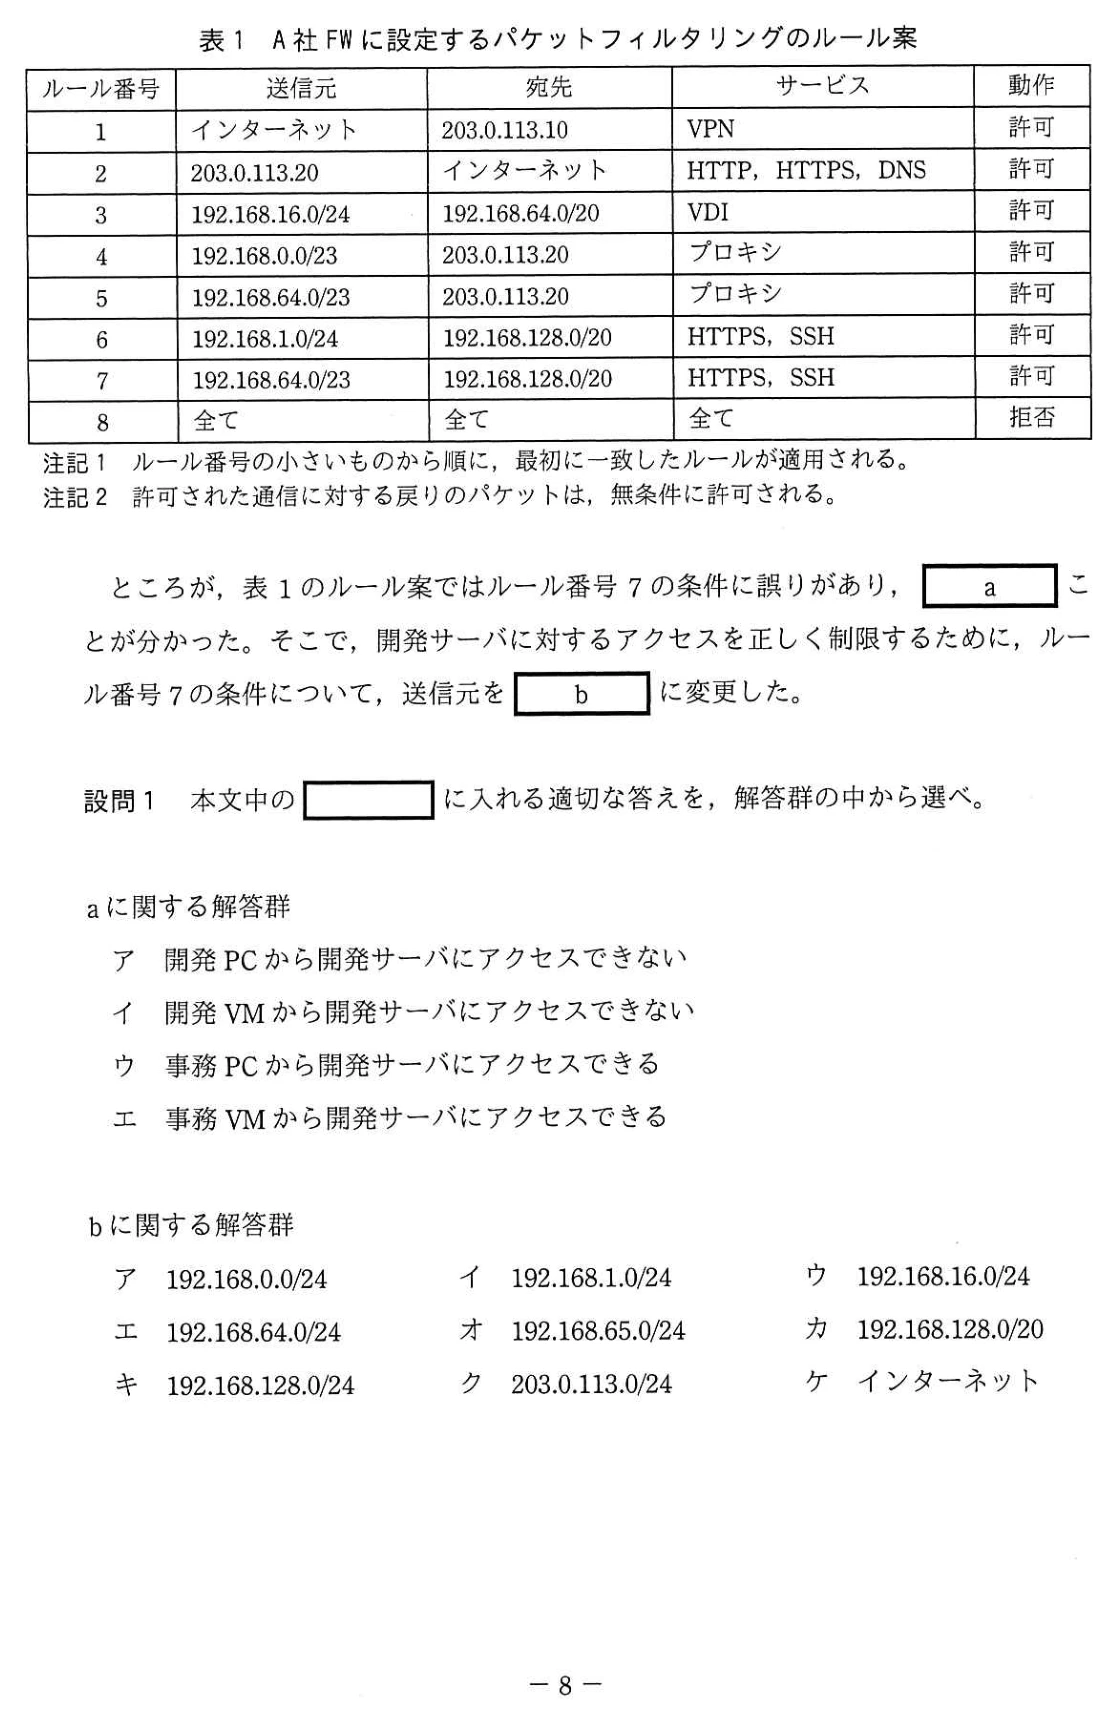 表1 A社FWに設定するパケットフィルタリングのルール案
ルール番号 送信元 宛先 サービス 動作
1 インターネット 203.0.113.10 VPN 許可
2 203.0.113.20 インターネット HTTP, HTTPS, DNS 許可
3 192.168.16.0/24 192.168.64.0/20 VDI 許可
4 192.168.0.0/23 203.0.113.20 プロキシ 許可
5 192.168.64.0/23 203.0.113.20 プロキシ 許可
6 192.168.1.0/24 192.168.128.0/20 HTTPS, SSH 許可
7 192.168.64.0/23 192.168.128.0/20 HTTPS, SSH 許可
8 全て 全て 全て 拒否
注記1 ルール番号の小さいものから順に，最初に一致したルールが適用される。
注記2 許可された通信に対する戻りのパケットは，無条件に許可される。
ところが，表1のルール案ではルール番号7の条件に誤りがあり， a こ
とが分かった。そこで，開発サーバに対するアクセスを正しく制限するために，ルー
ル番号7の条件について，送信元を b に変更した。
設問1 本文中の に入れる適切な答えを，解答群の中から選べ。
aに関する解答群
ア 開発PCから開発サーバにアクセスできない
イ 開発VMから開発サーバにアクセスできない
ウ 事務PCから開発サーバにアクセスできる
エ 事務VMから開発サーバにアクセスできる
bに関する解答群
ア 192.168.0.0/24 イ 192.168.1.0/24 ウ 192.168.16.0/24
エ 192.168.64.0/24 オ 192.168.65.0/24 カ 192.168.128.0/20
キ 192.168.128.0/24 ク 203.0.113.0/24 ケ インターネット
－ 8 －